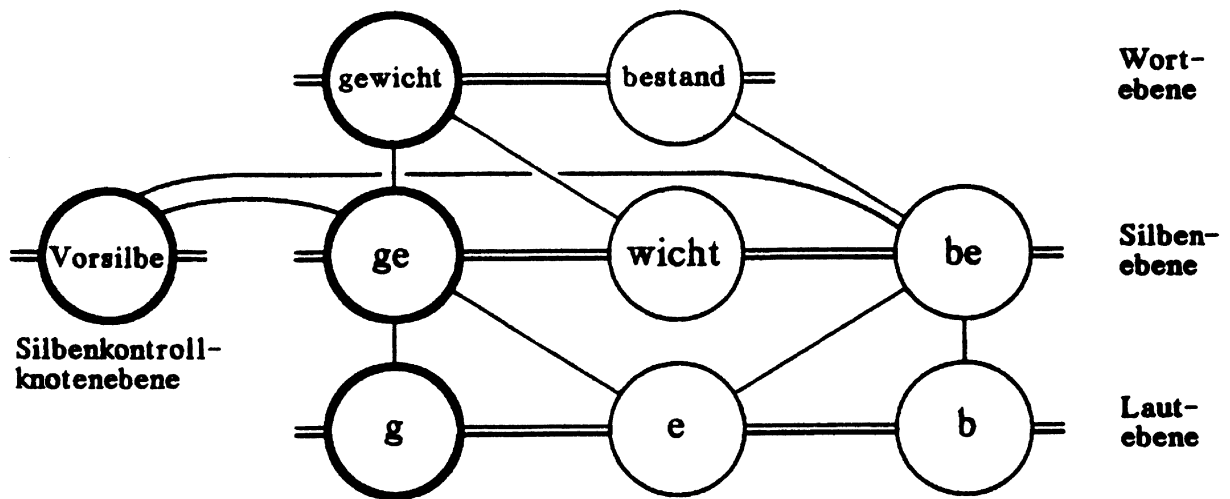 gewicht
bestand
Wort-
ebene
Vorsilbe
ge
wicht
be
Silben-
ebene
Silbenkontroll-
knotenebene
g
e
b
Laut-
ebene